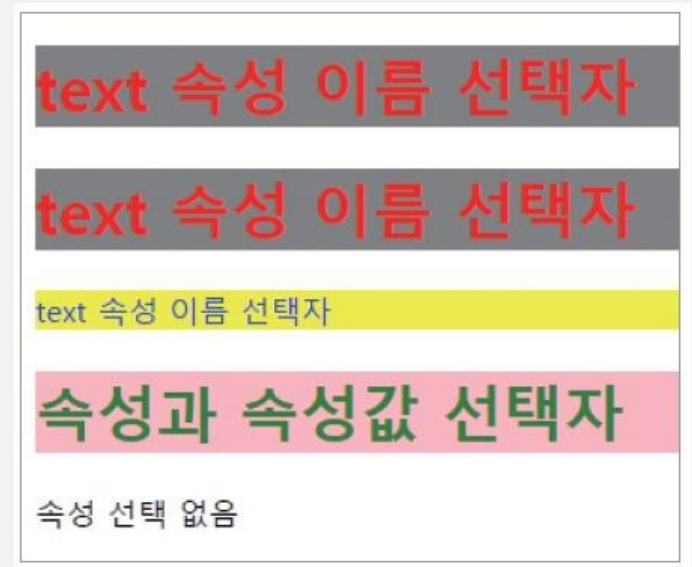 text 속성 이름 선택자
text 속성 이름 선택자
text 속성 이름 선택자
속성과 속성값 선택자
속성 선택 없음